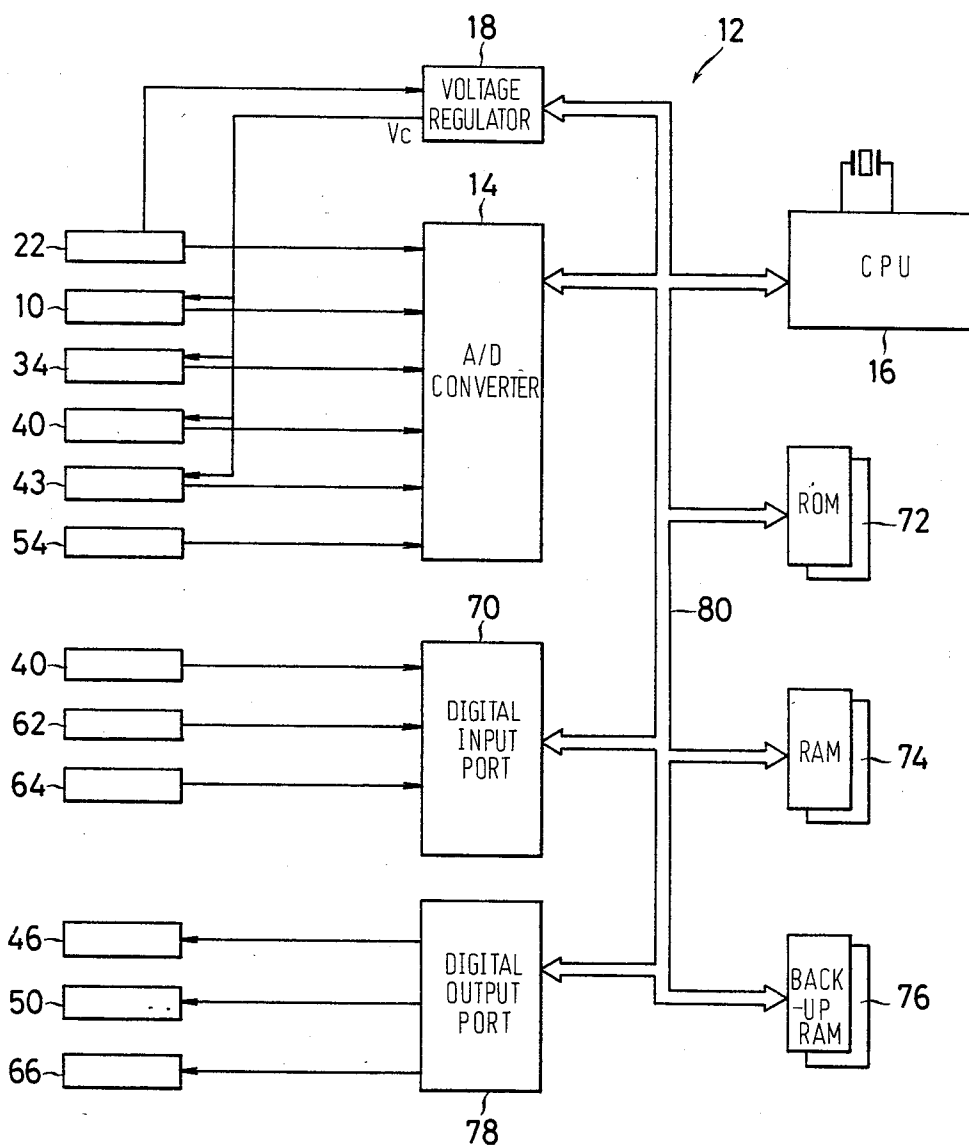 18
12
VOLTAGE
REGULATOR
Vc
14
22
10
34
40
43
54
A/D
CONVERTER
CPU
16
ROM
72
80
70
40
62
64
DIGITAL
INPUT
PORT
RAM
74
46
50
66
DIGITAL
OUTPUT
PORT
78
BACK
-UP
RAM
76